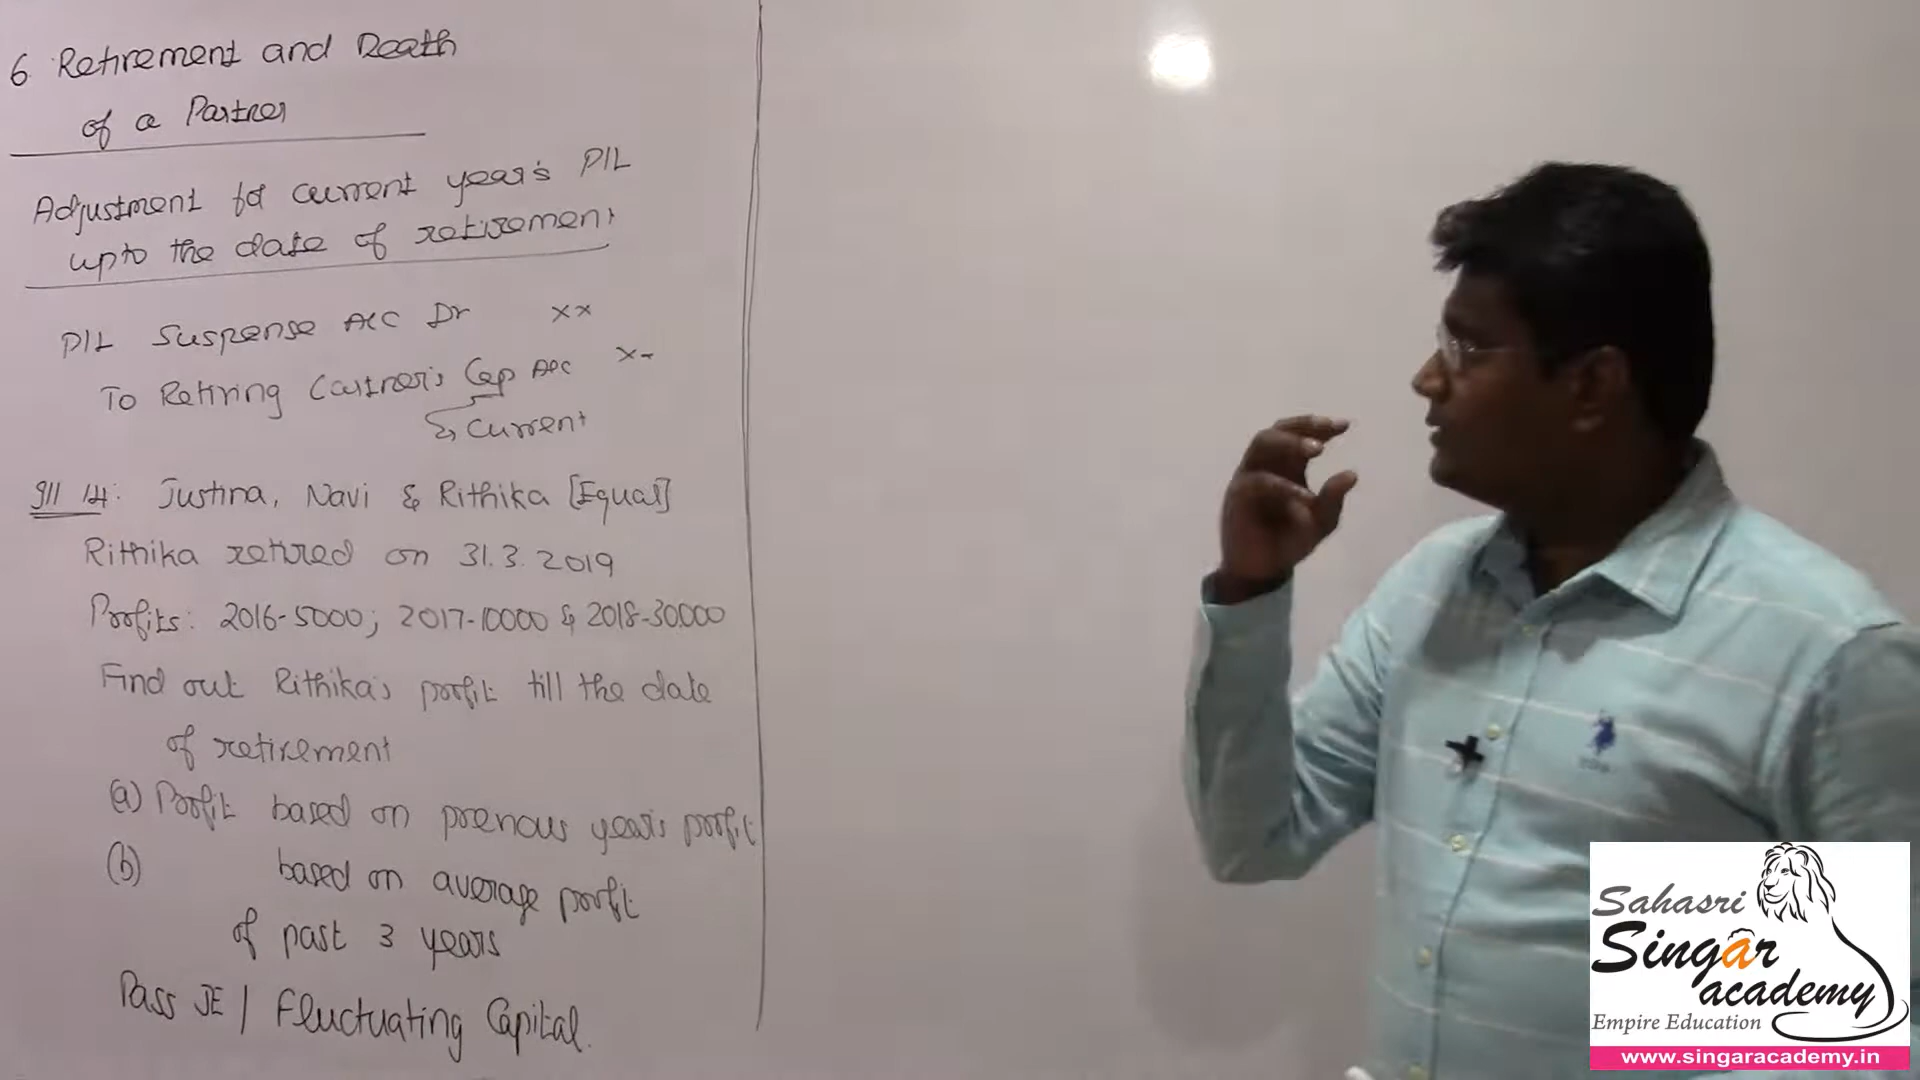 6 Retirement and Death
of a Partner
Adjustment for current year's P/L
upto the date of retirement
P/L Suspense A/C Dr xx
To Retiring Partner's Cap A/C x-
Current
Ill 14: Justina, Navi & Rithika [Equal]
Rithika retired on 31.3.2019
Profits: 2016-5000; 2017-10000 & 2018-30000
Find out Rithika's profit till the date
of retirement
(a) Profit based on previous year's profit
(b) based on average profit
of past 3 years
Pass JE / Fluctuating Capital.
Sahasri
Singar
academy
Empire Education
www.singaracademy.in